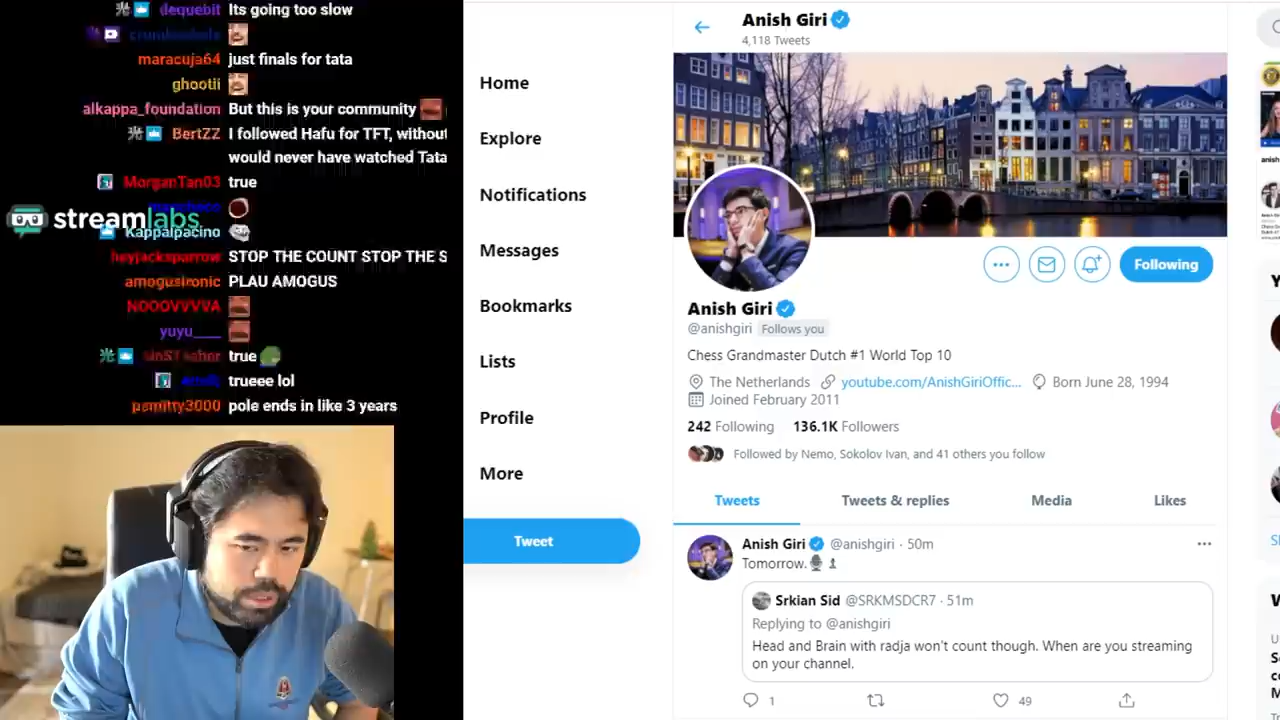 dequebit Its going too slow
maracuja64 just finals for tata
ghootii
alkappa_foundation But this is your community
BertZZ I followed Hafu for TFT, without
would never have watched Tata
MorganTan03 true
streamlabs
Kappalpacino
heyjacksparrow STOP THE COUNT STOP THE S
amogusironic PLAU AMOGUS
NOOOVVVVA
yuyu____
true
trueee lol
pole ends in like 3 years
Home
Explore
Notifications
Messages
Bookmarks
Lists
Profile
More
Tweet
Anish Giri
4,118 Tweets
Following
Anish Giri
@anishgiri Follows you
Chess Grandmaster Dutch #1 World Top 10
The Netherlands youtube.com/AnishGiriOffic... Born June 28, 1994
Joined February 2011
242 Following 136.1K Followers
Followed by Nemo, Sokolov Ivan, and 41 others you follow
Tweets Tweets & replies Media Likes
Anish Giri @anishgiri · 50m
Tomorrow.
Srkian Sid @SRKMSDCR7 · 51m
Replying to @anishgiri
Head and Brain with radja won't count though. When are you streaming
on your channel.
1 49
anish